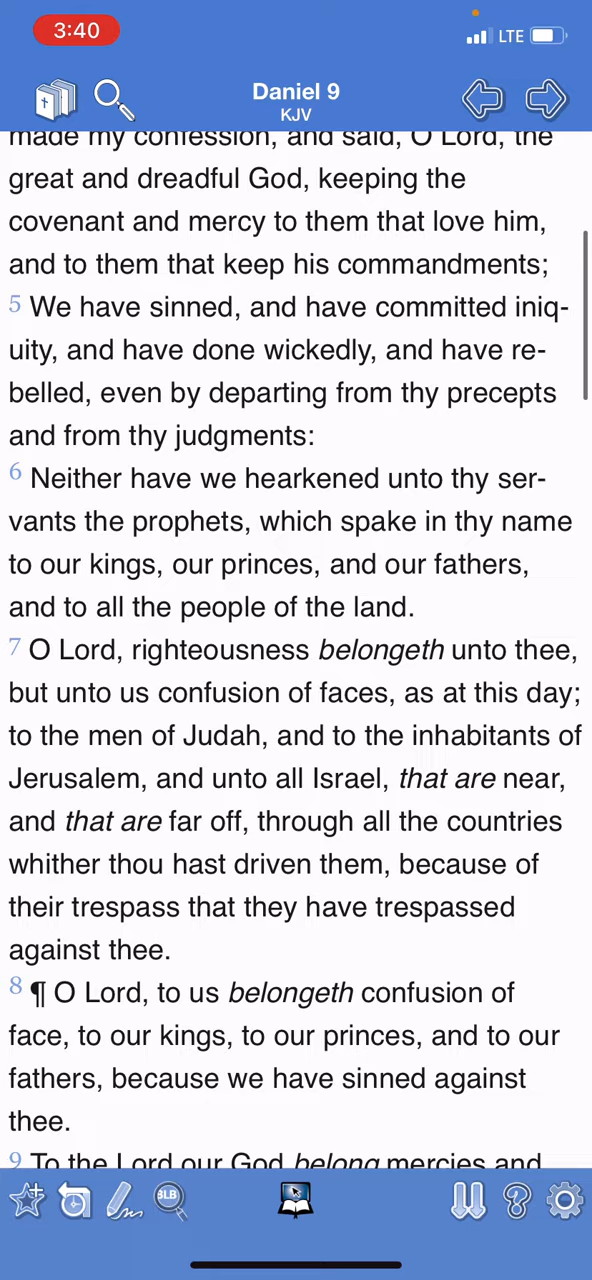 3:40
LTE
Daniel 9
KJV
made my confession, and said, O Lord, the
great and dreadful God, keeping the
covenant and mercy to them that love him,
and to them that keep his commandments;
5 We have sinned, and have committed iniq-
uity, and have done wickedly, and have re-
belled, even by departing from thy precepts
and from thy judgments:
6 Neither have we hearkened unto thy ser-
vants the prophets, which spake in thy name
to our kings, our princes, and our fathers,
and to all the people of the land.
7 O Lord, righteousness belongeth unto thee,
but unto us confusion of faces, as at this day;
to the men of Judah, and to the inhabitants of
Jerusalem, and unto all Israel, that are near,
and that are far off, through all the countries
whither thou hast driven them, because of
their trespass that they have trespassed
against thee.
8 ¶ O Lord, to us belongeth confusion of
face, to our kings, to our princes, and to our
fathers, because we have sinned against
thee.
9 To the Lord our God belong mercies and
BLB